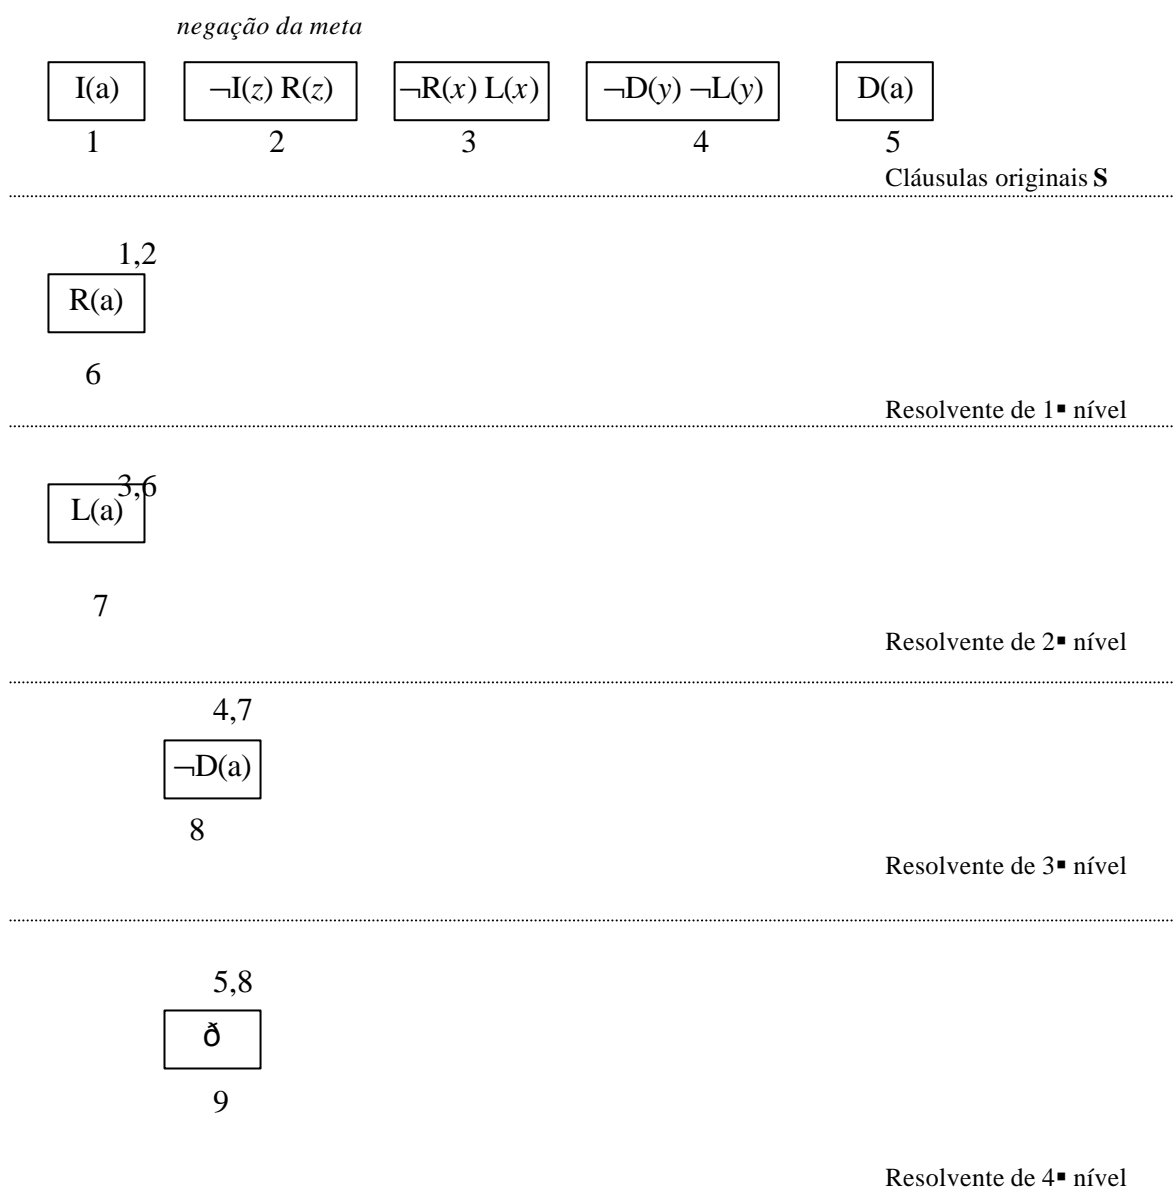 negação da meta
I(a) ¬I(z) R(z) ¬R(x) L(x) ¬D(y) ¬L(y) D(a)
1 2 3 4 5
Cláusulas originais S
1,2
R(a)
6
Resolvente de 1▪ nível
3,6
L(a)
7
Resolvente de 2▪ nível
4,7
¬D(a)
8
Resolvente de 3▪ nível
5,8
ð
9
Resolvente de 4▪ nível